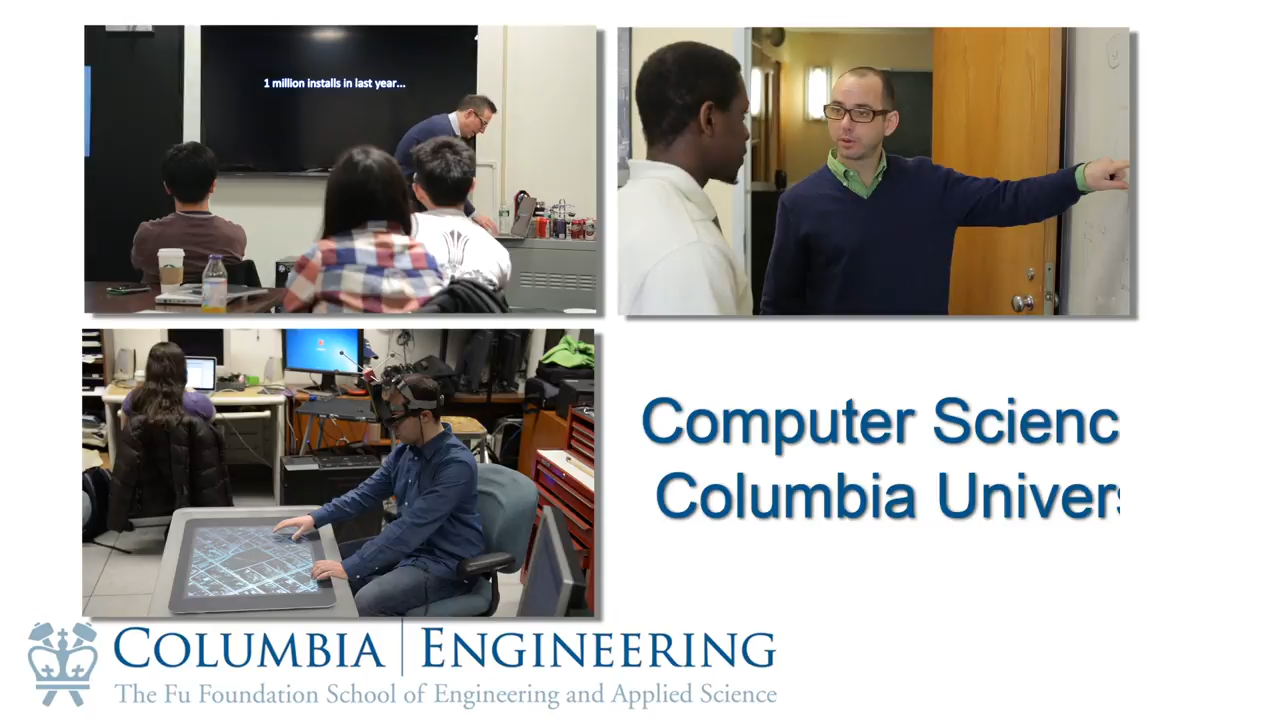 1 million installs in last year...
Computer Scienc
Columbia Univers
COLUMBIA | ENGINEERING
The Fu Foundation School of Engineering and Applied Science